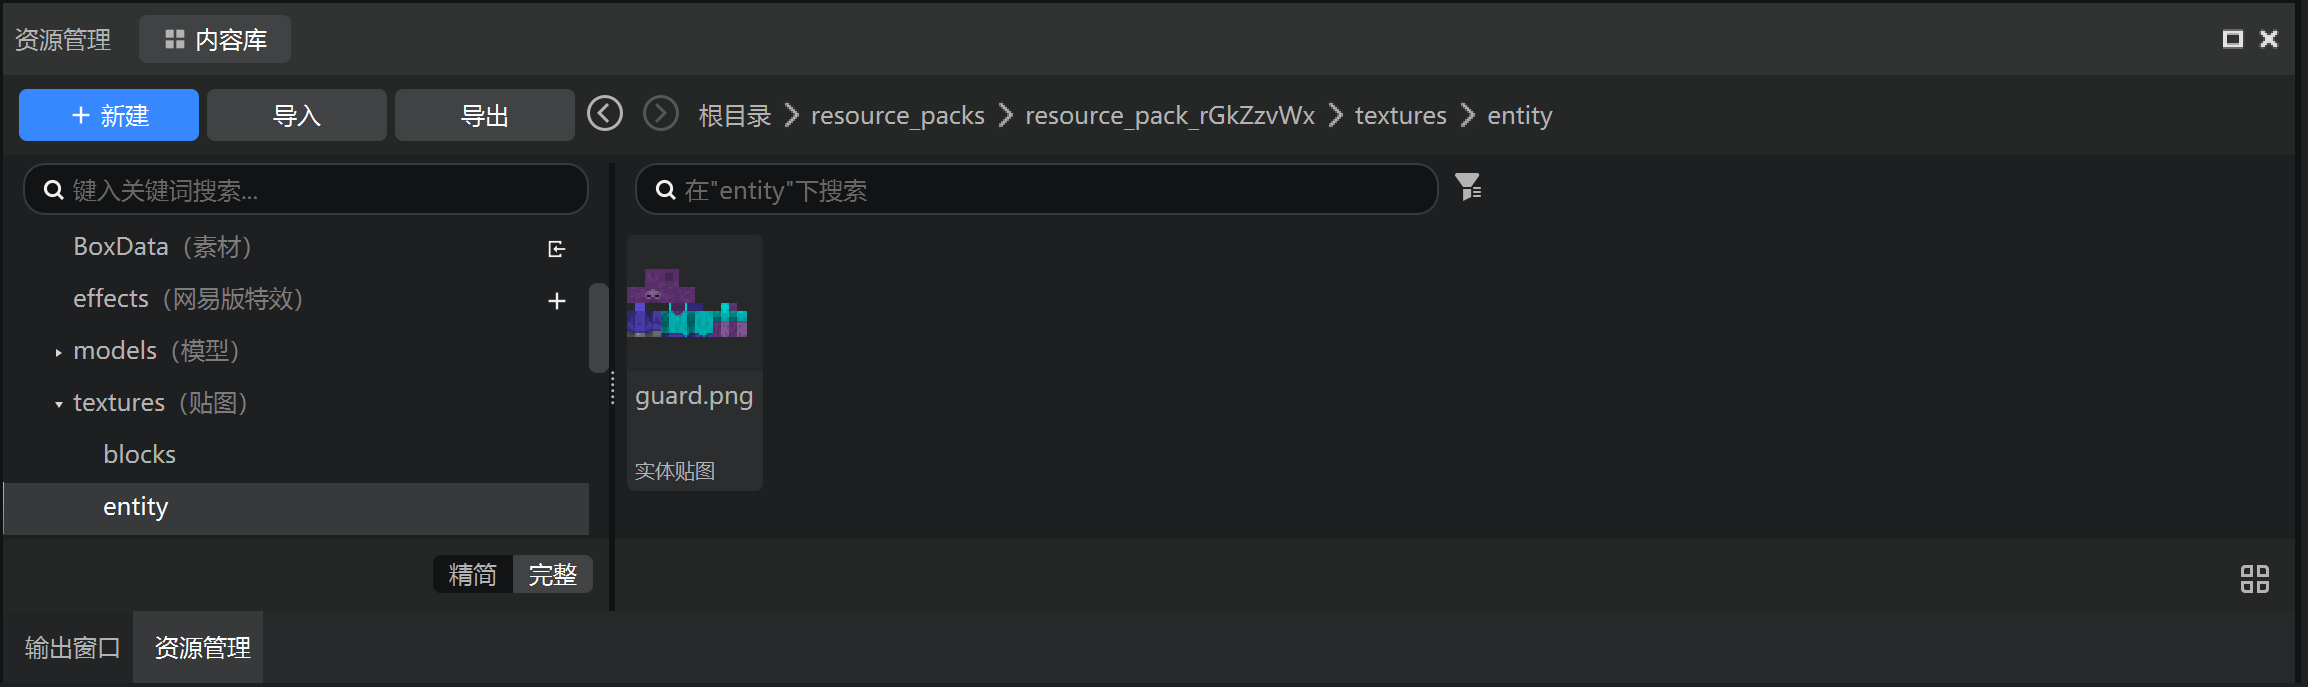 资源管理 内容库
新建 导入 导出 根目录 resource_packs resource_pack_rGkZzvWx textures entity
键入关键词搜索...
BoxData（素材）
effects（网易版特效）
models（模型）
textures（贴图）
blocks
entity
精简 完整
在"entity"下搜索
guard.png
实体贴图
输出窗口 资源管理